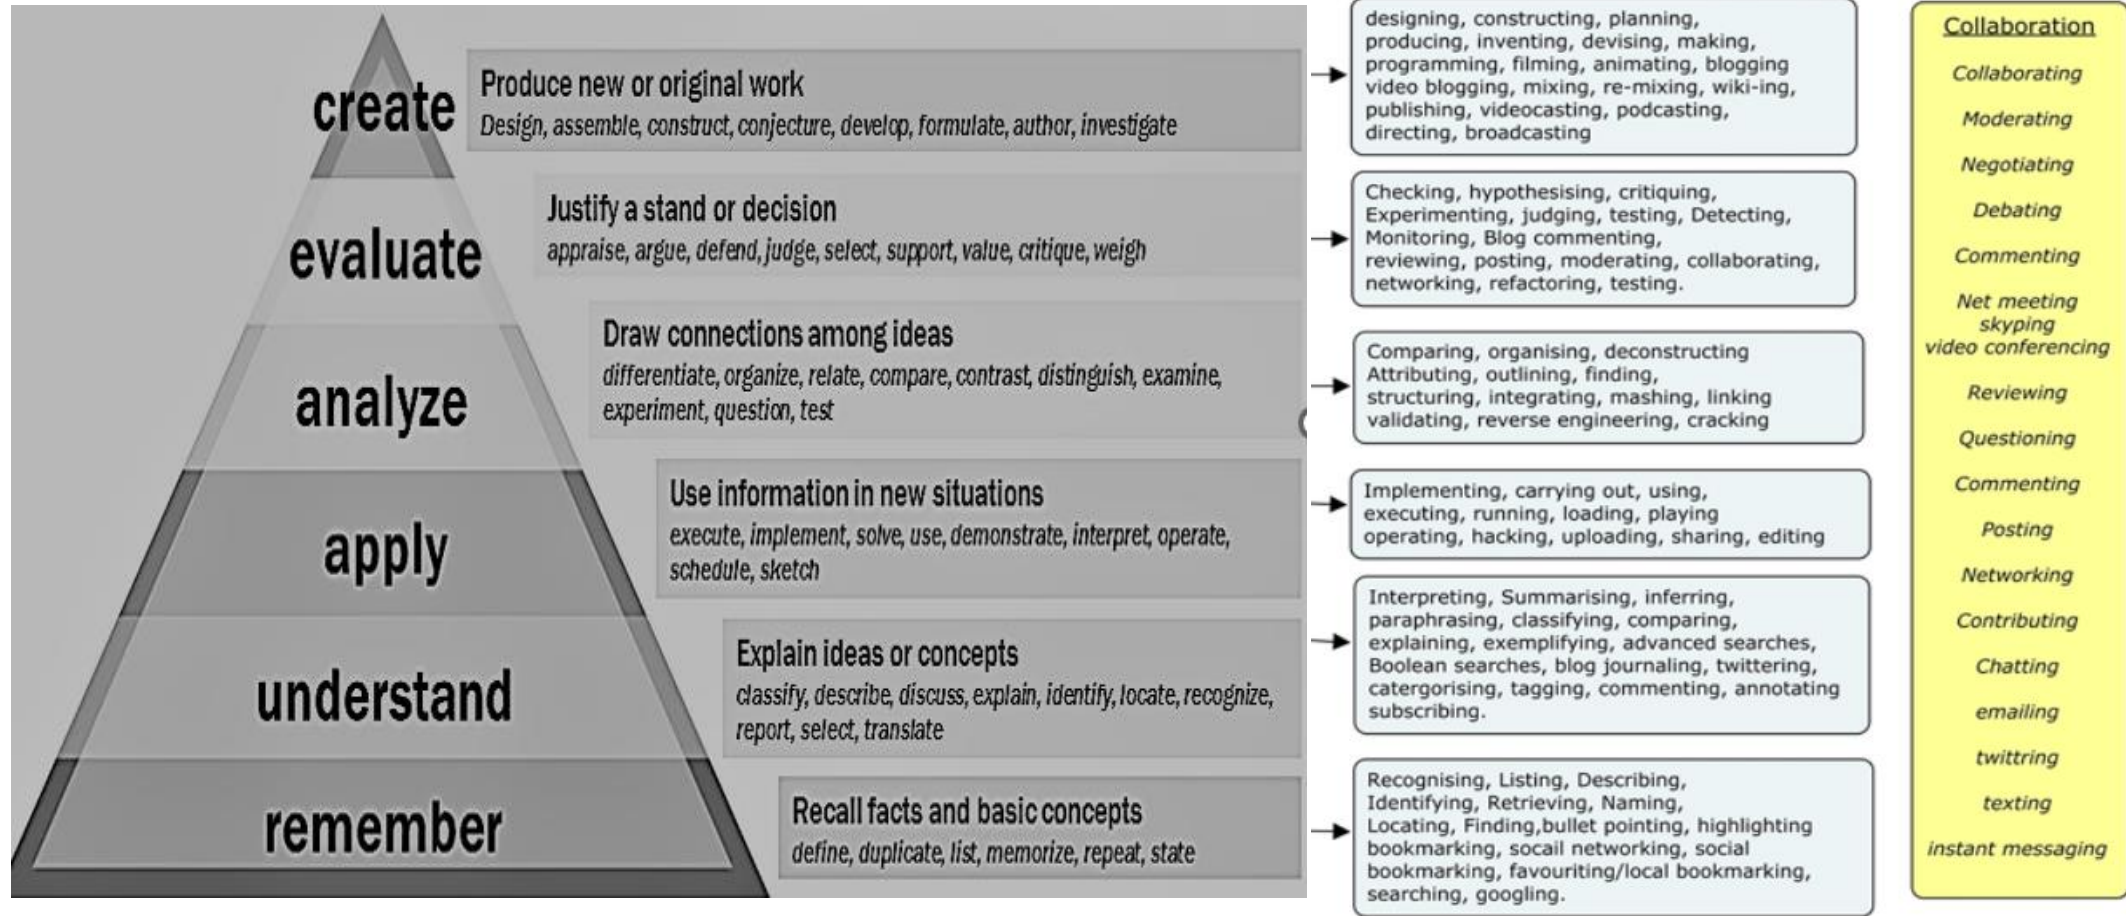 create
Produce new or original work
Design, assemble, construct, conjecture, develop, formulate, author, investigate
designing, constructing, planning,
producing, inventing, devising, making,
programming, filming, animating, blogging
video blogging, mixing, re-mixing, wiki-ing,
publishing, videocasting, podcasting,
directing, broadcasting
evaluate
Justify a stand or decision
appraise, argue, defend, judge, select, support, value, critique, weigh
Checking, hypothesising, critiquing,
Experimenting, judging, testing, Detecting,
Monitoring, Blog commenting,
reviewing, posting, moderating, collaborating,
networking, refactoring, testing.
analyze
Draw connections among ideas
differentiate, organize, relate, compare, contrast, distinguish, examine,
experiment, question, test
Comparing, organising, deconstructing
Attributing, outlining, finding,
structuring, integrating, mashing, linking
validating, reverse engineering, cracking
apply
Use information in new situations
execute, implement, solve, use, demonstrate, interpret, operate,
schedule, sketch
Implementing, carrying out, using,
executing, running, loading, playing
operating, hacking, uploading, sharing, editing
understand
Explain ideas or concepts
classify, describe, discuss, explain, identify, locate, recognize,
report, select, translate
Interpreting, Summarising, inferring,
paraphrasing, classifying, comparing,
explaining, exemplifying, advanced searches,
Boolean searches, blog journaling, twittering,
catergorising, tagging, commenting, annotating
subscribing.
remember
Recall facts and basic concepts
define, duplicate, list, memorize, repeat, state
Recognising, Listing, Describing,
Identifying, Retrieving, Naming,
Locating, Finding,bullet pointing, highlighting
bookmarking, socail networking, social
bookmarking, favouriting/local bookmarking,
searching, googling.
Collaboration
Collaborating
Moderating
Negotiating
Debating
Commenting
Net meeting
skyping
video conferencing
Reviewing
Questioning
Commenting
Posting
Networking
Contributing
Chatting
emailing
twittring
texting
instant messaging